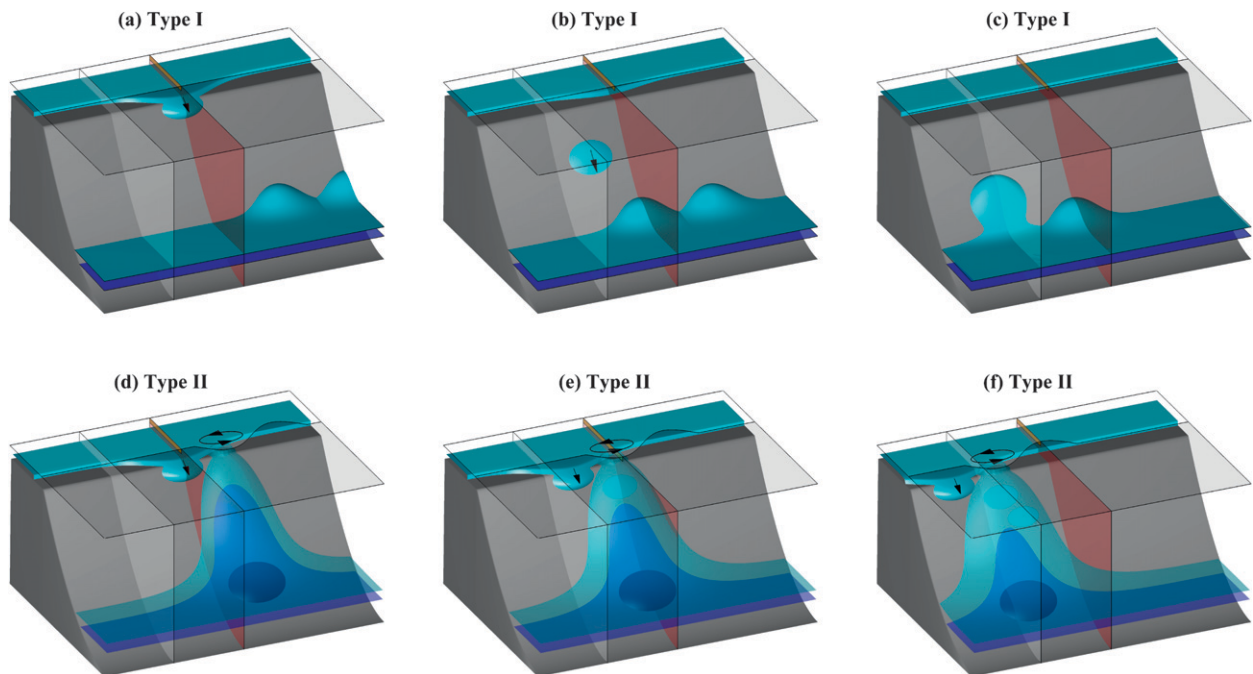 (a) Type I
(b) Type I
(c) Type I
(d) Type II
(e) Type II
(f) Type II